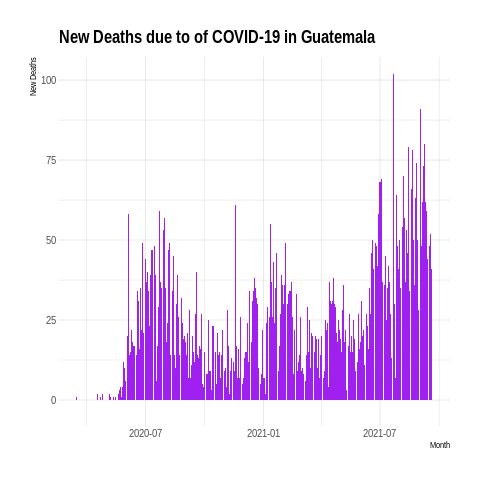 New Deaths due to of COVID-19 in Guatemala
New Deaths
100
75
50
25
0
2020-07
2021-01
2021-07
Month